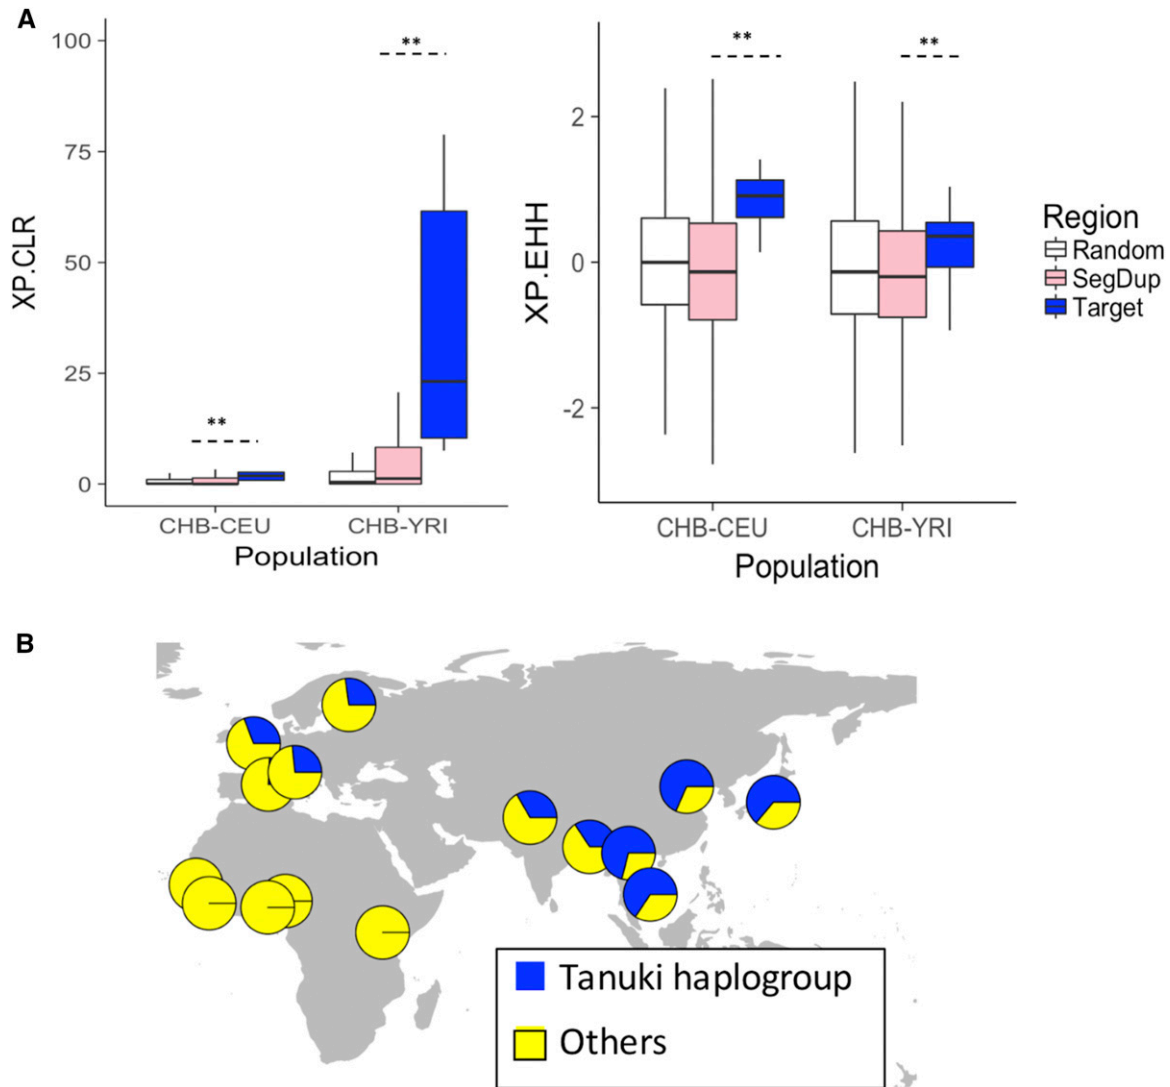 A
XP.CLR
100
75
50
25
0
**
**
CHB-CEU
CHB-YRI
Population
XP.EHH
2
0
-2
**
**
CHB-CEU
CHB-YRI
Population
Region
Random
SegDup
Target
B
Tanuki haplogroup
Others